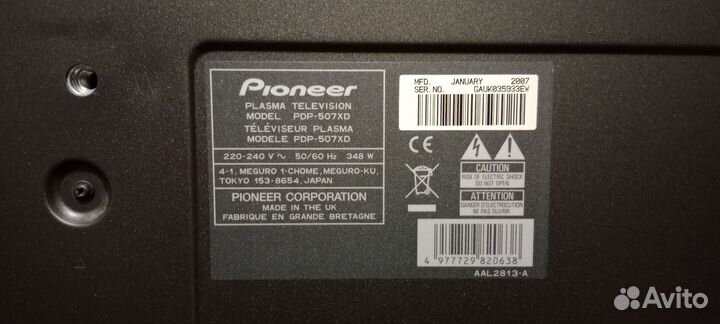 Pioneer
PLASMA TELEVISION
MODEL PDP-507XD
TÉLÉVISEUR PLASMA
MODELE PDP-507XD
220-240 V ~ 50/60 Hz 348 W
4-1, MEGURO 1-CHOME, MEGURO-KU,
TOKYO 153-8654, JAPAN
PIONEER CORPORATION
MADE IN THE UK
FABRIQUE EN GRANDE BRETAGNE
MFD. JANUARY 2007
SER. NO. GAUK035933EW
CE
CAUTION
RISK OF ELECTRIC SHOCK
DO NOT OPEN
ATTENTION
DANGER D'ELECTROCUTION
NE PAS OUVRIR
4 977729 820638
AAL2813-A
Avito